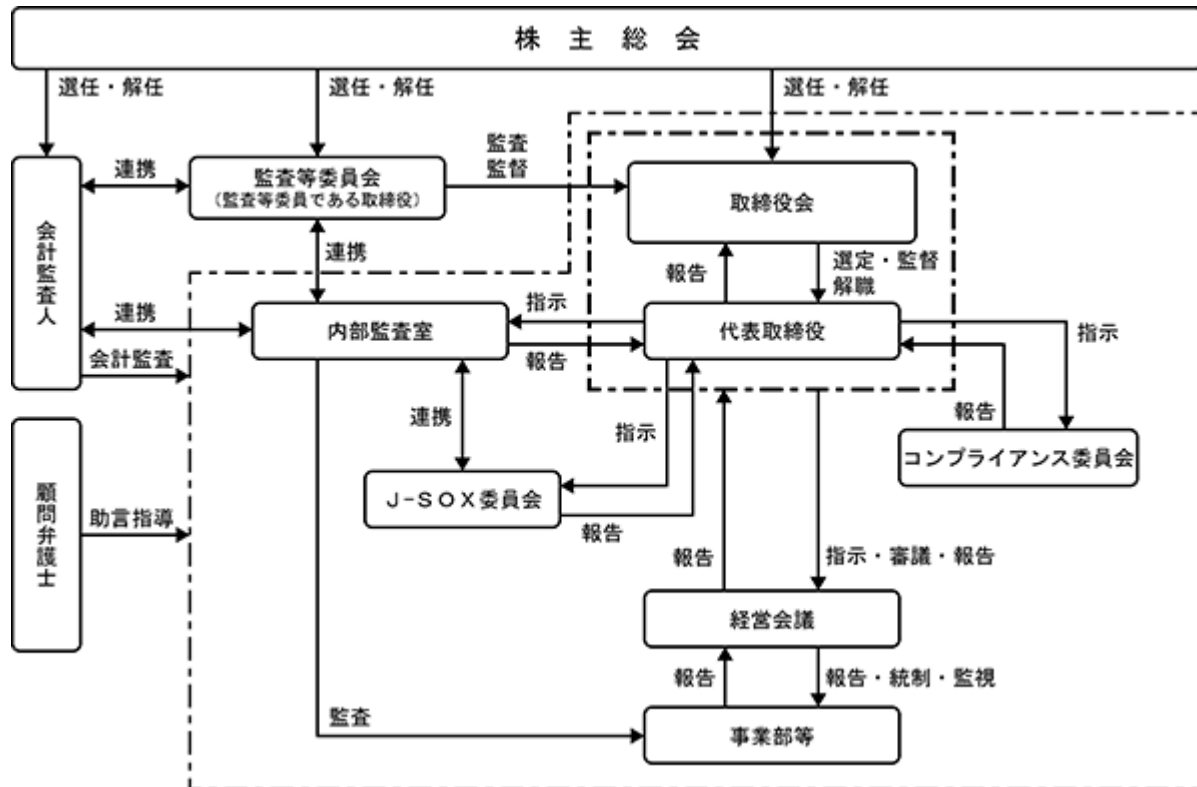 株主総会
選任・解任
選任・解任
選任・解任
監査
監督
連携
監査等委員会
（監査等委員である取締役）
取締役会
会計監査人
連携
報告
選定・監督
解職
連携
内部監査室
指示
報告
代表取締役
指示
会計監査
連携
指示
報告
コンプライアンス委員会
J-SOX委員会
報告
顧問弁護士
助言指導
報告
指示・審議・報告
経営会議
報告
報告・統制・監視
監査
事業部等